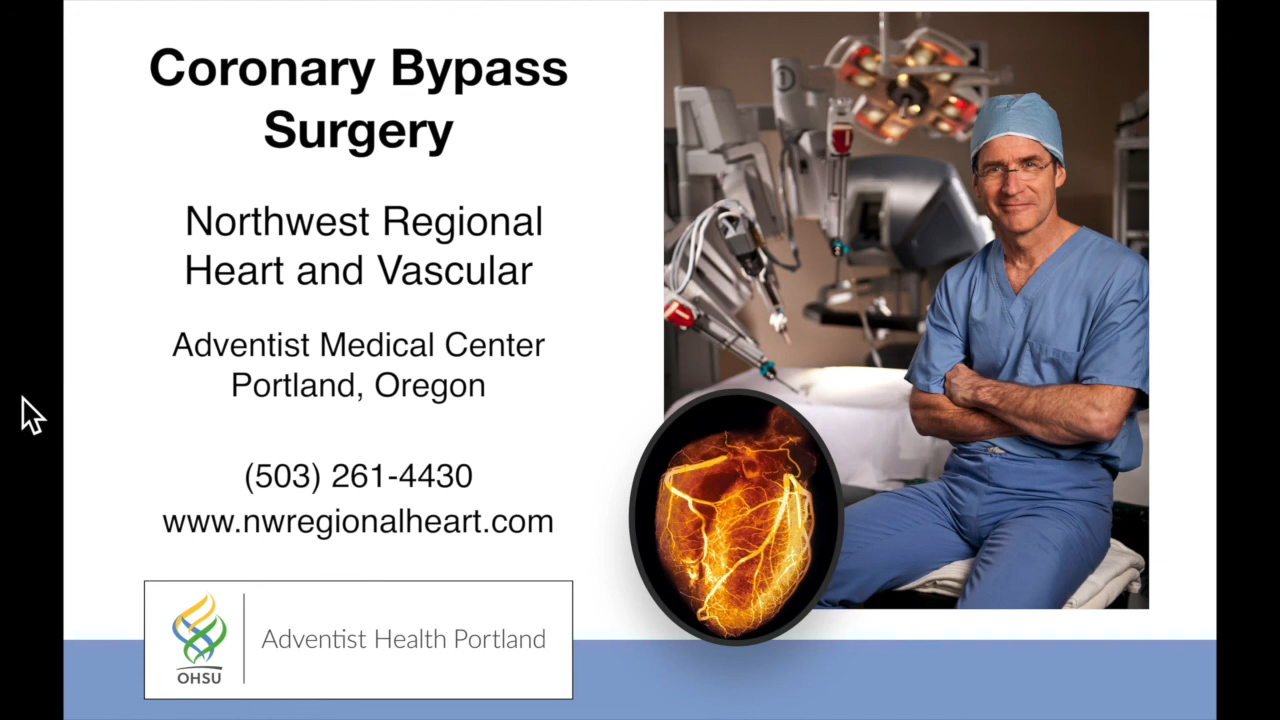 Coronary Bypass
Surgery
Northwest Regional
Heart and Vascular
Adventist Medical Center
Portland, Oregon
(503) 261-4430
www.nwregionalheart.com
OHSU
Adventist Health Portland